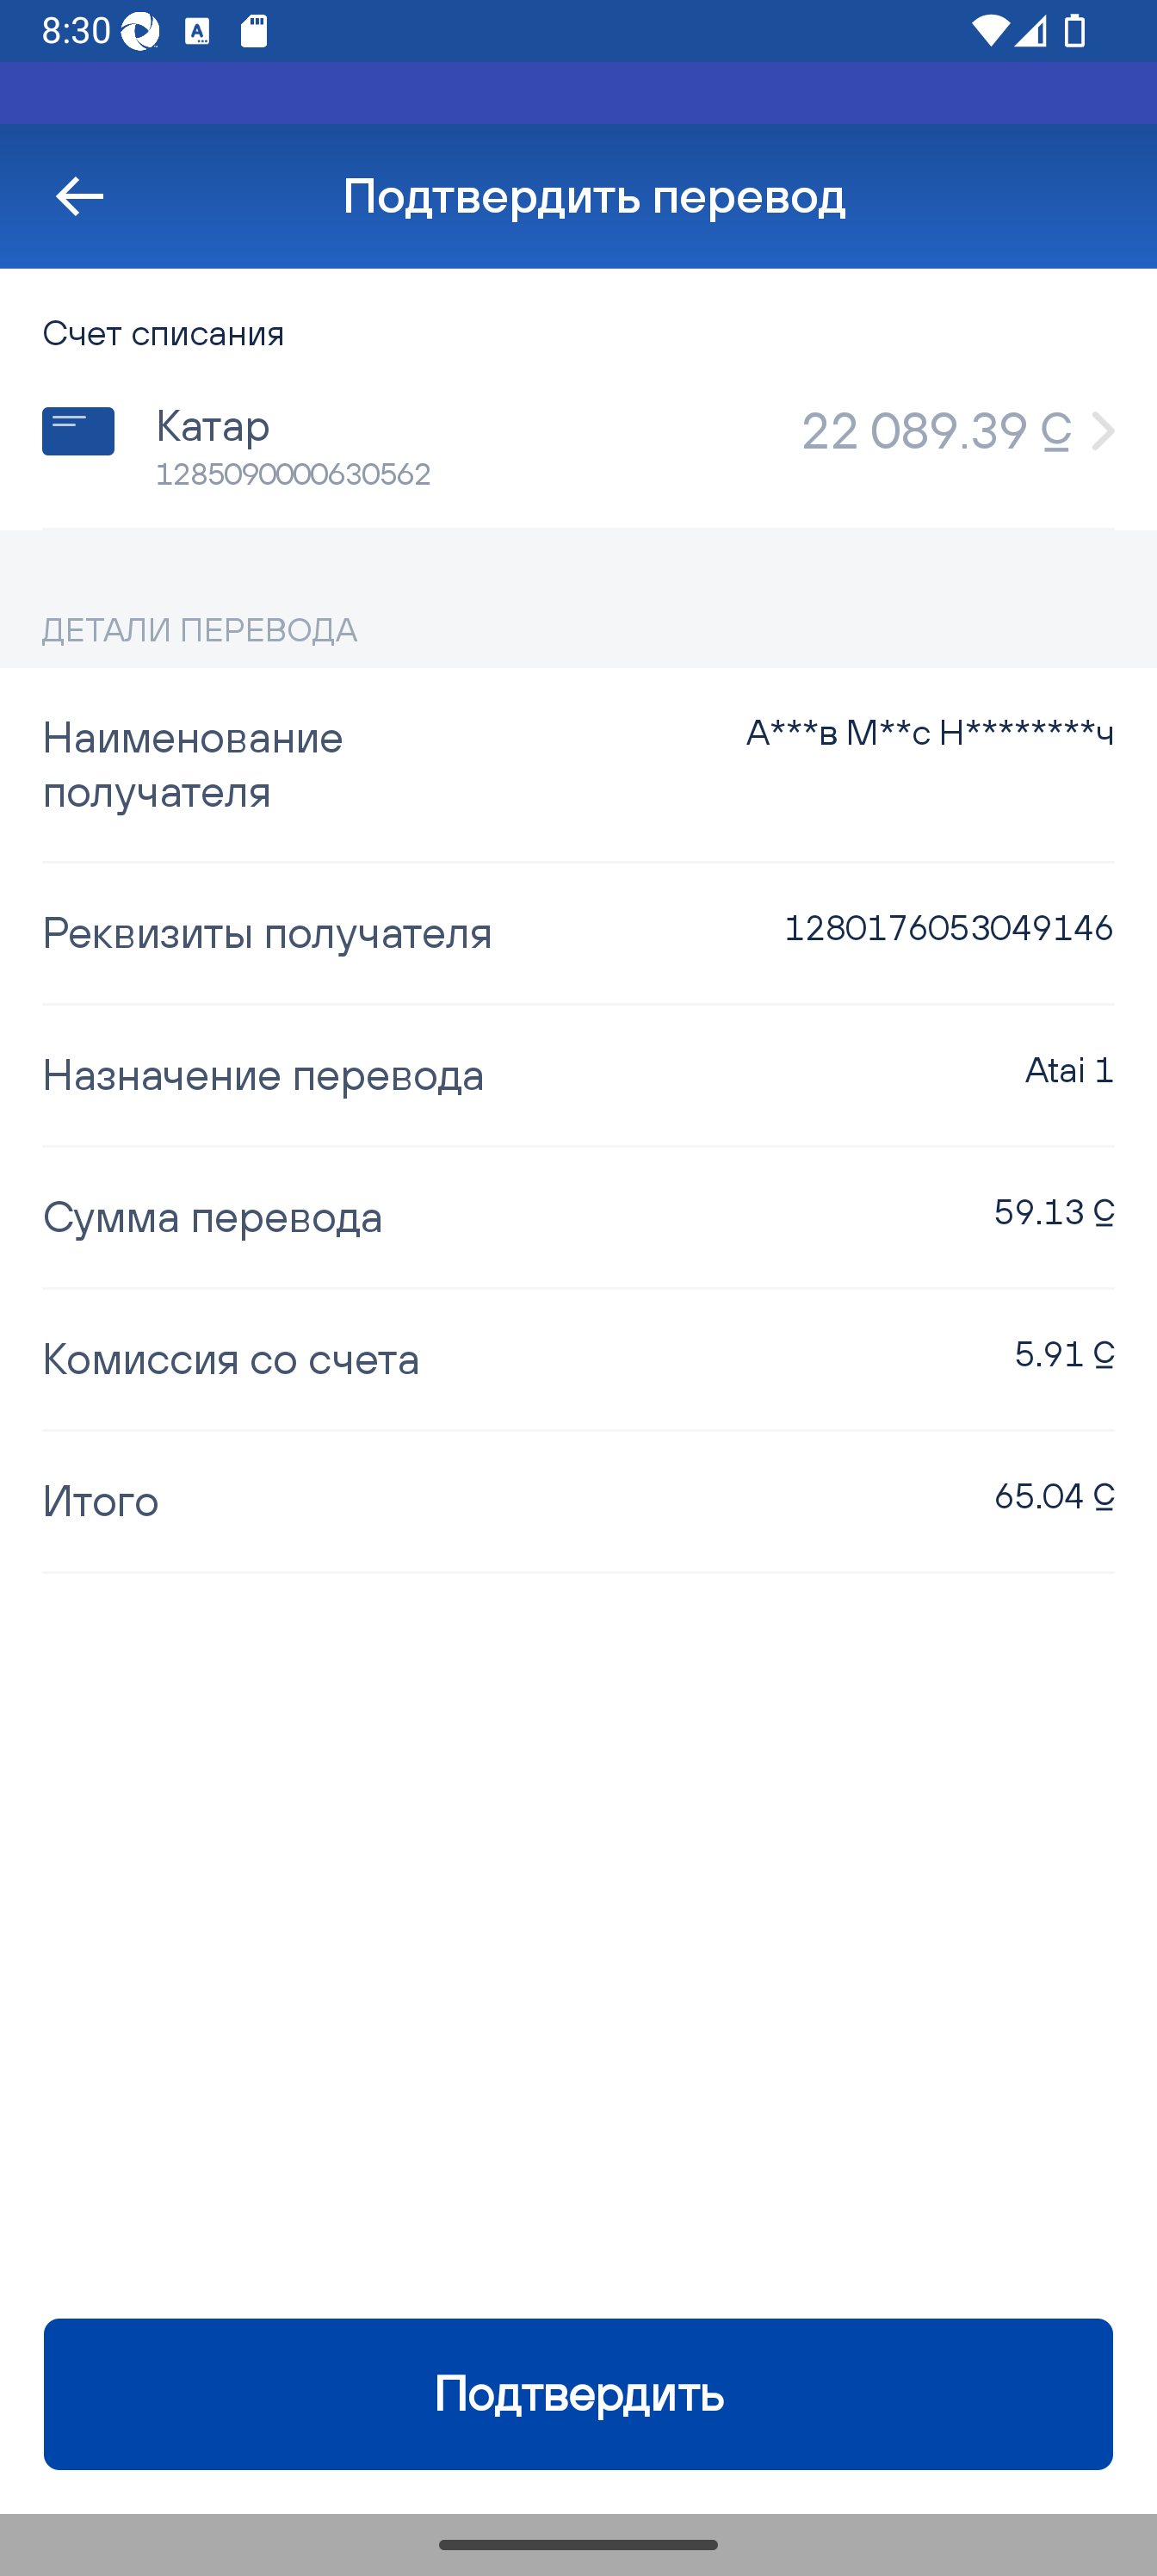 8:30
Подтвердить перевод
Счет списания
Катар
22 089.39 С
1285090000630562
ДЕТАЛИ ПЕРЕВОДА
Наименование
получателя
А***в М**с Н********ч
Реквизиты получателя
1280176053049146
Назначение перевода
Atai 1
Сумма перевода
59.13 С
Комиссия со счета
5.91 С
Итого
65.04 С
Подтвердить